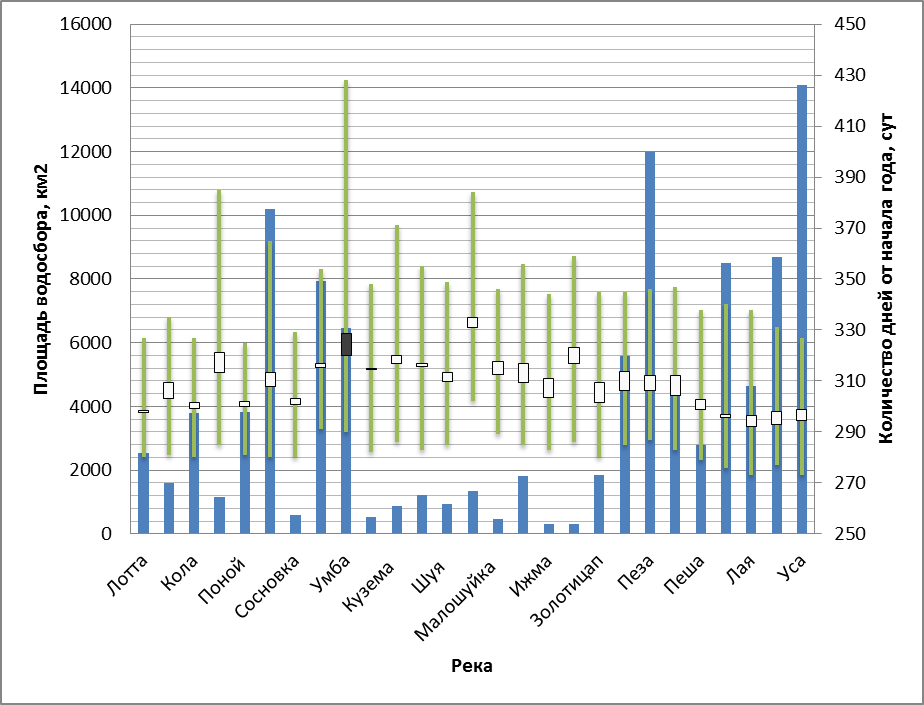 Площадь водосбора, км2
16000
14000
12000
10000
8000
6000
4000
2000
0
450
430
410
390
370
350
330
310
290
270
250
Количество дней от начала года, сут
Лотта
Кола
Поной
Сосновка
Умба
Кузема
Шуя
Малошуйка
Ижма
Золотицап
Пеза
Пеша
Лая
Уса
Река